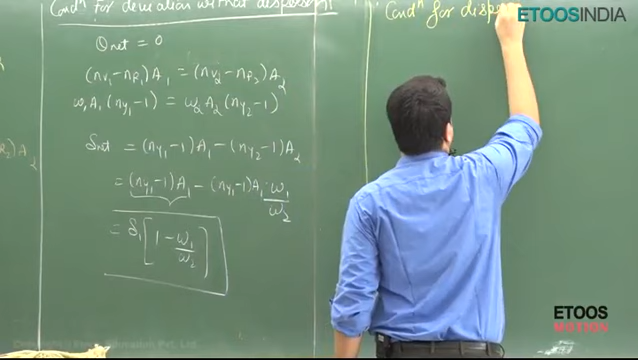 Condⁿ for deviation without dispersion
θnet = 0
(nv₁ – nR₁) A₁ = (nv₂ – nR₂) A₂
ω₁ A₁ (ny₁ – 1) = ω₂ A₂ (ny₂ – 1)
δnet = (ny₁ – 1) A₁ – (ny₂ – 1) A₂
= (ny₁ – 1) A₁ – (ny₁ – 1) A₁ · ω₁/ω₂
= δ₁ [1 – ω₁/ω₂]
Condⁿ for disp
ETOOSINDIA
ETOOS
MOTION